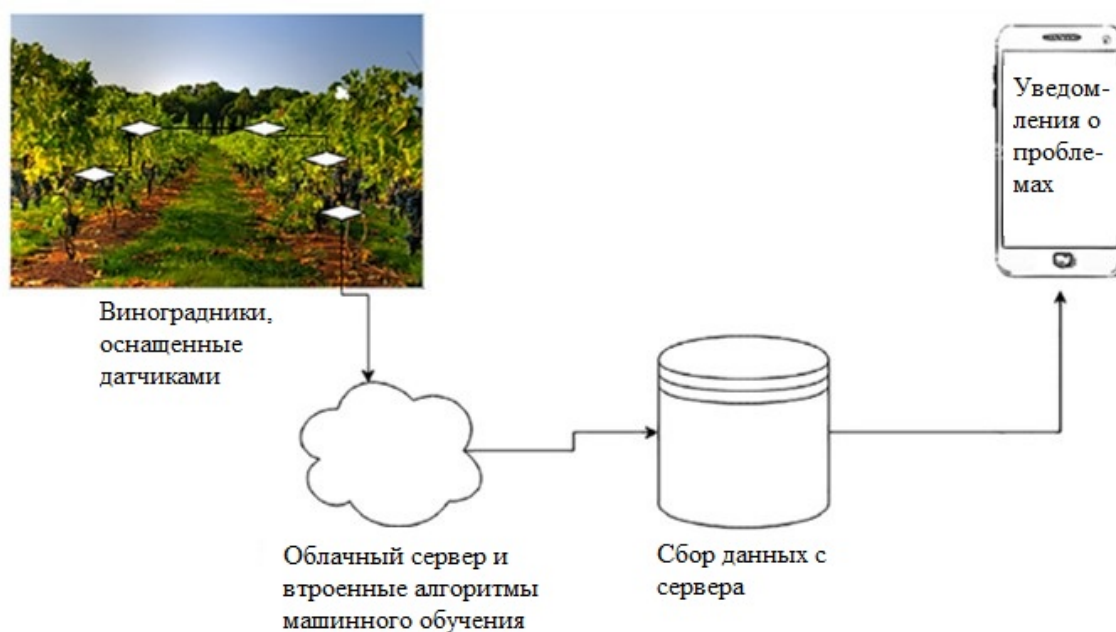 Уведом-
ления о
пробле-
мах
Виноградники,
оснащенные
датчиками
Облачный сервер и
втроенные алгоритмы
машинного обучения
Сбор данных с
сервера